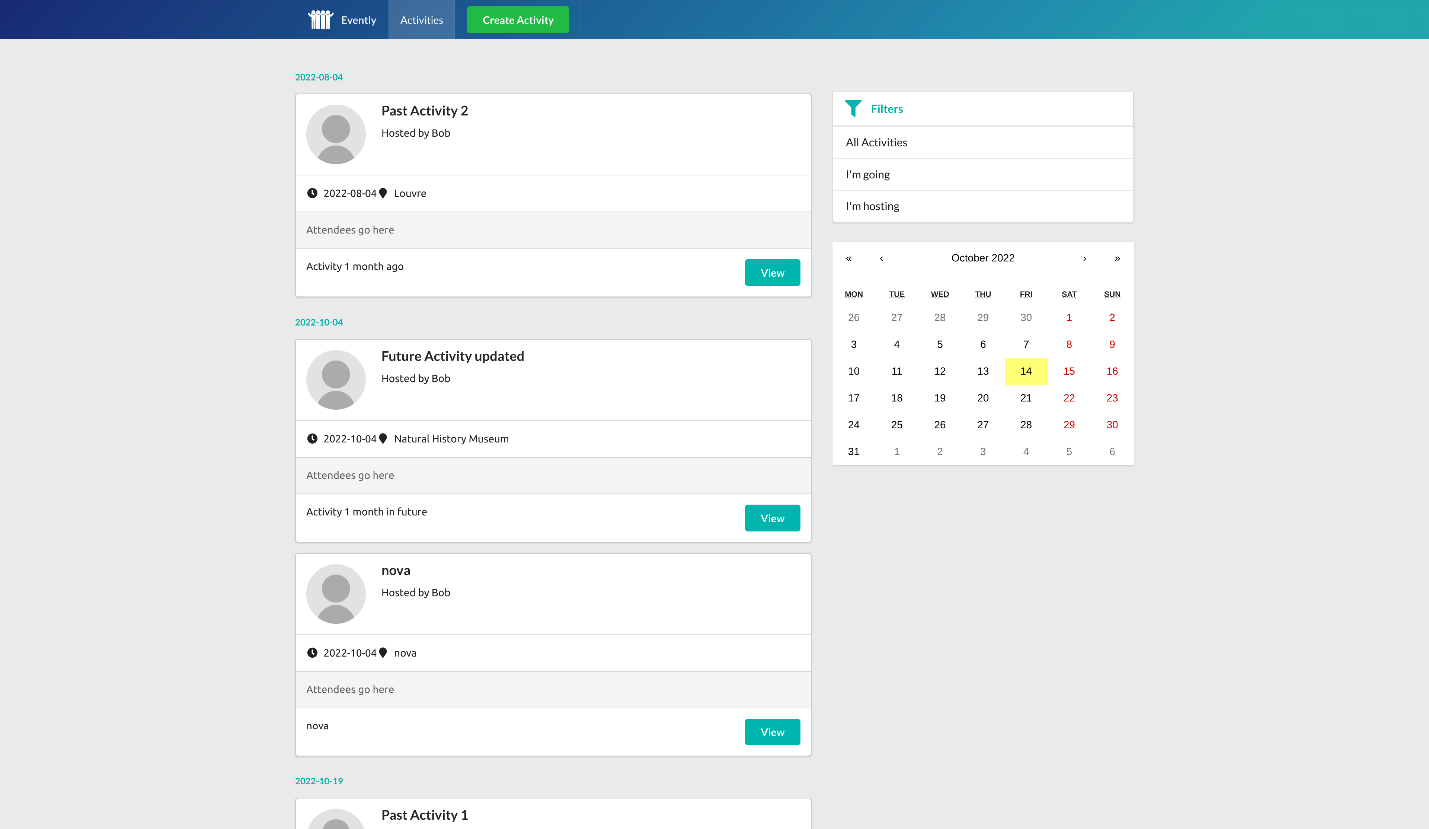 Evently Activities Create Activity
2022-08-04
Past Activity 2
Hosted by Bob
2022-08-04 Louvre
Attendees go here
Activity 1 month ago
View
2022-10-04
Future Activity updated
Hosted by Bob
2022-10-04 Natural History Museum
Attendees go here
Activity 1 month in future
View
nova
Hosted by Bob
2022-10-04 nova
Attendees go here
nova
View
2022-10-19
Past Activity 1
Filters
All Activities
I'm going
I'm hosting
« ‹ October 2022 › »
MON TUE WED THU FRI SAT SUN
26 27 28 29 30 1 2
3 4 5 6 7 8 9
10 11 12 13 14 15 16
17 18 19 20 21 22 23
24 25 26 27 28 29 30
31 1 2 3 4 5 6